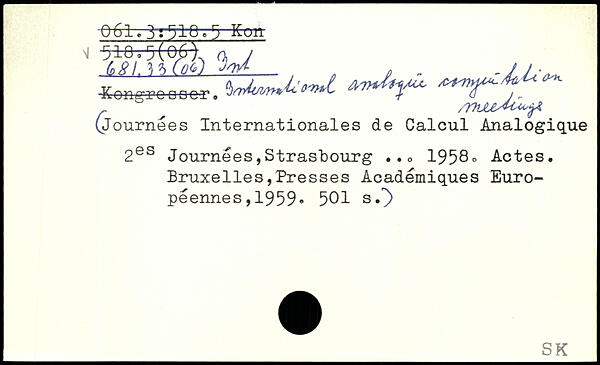 061.3:518.5 Kon
√ 518.5(06)
681.33(06) Int
Kongresser. International analogue computation
meetings
(Journées Internationales de Calcul Analogique
2es Journées,Strasbourg ... 1958. Actes.
Bruxelles,Presses Académiques Euro-
péennes,1959. 501 s.)
SK